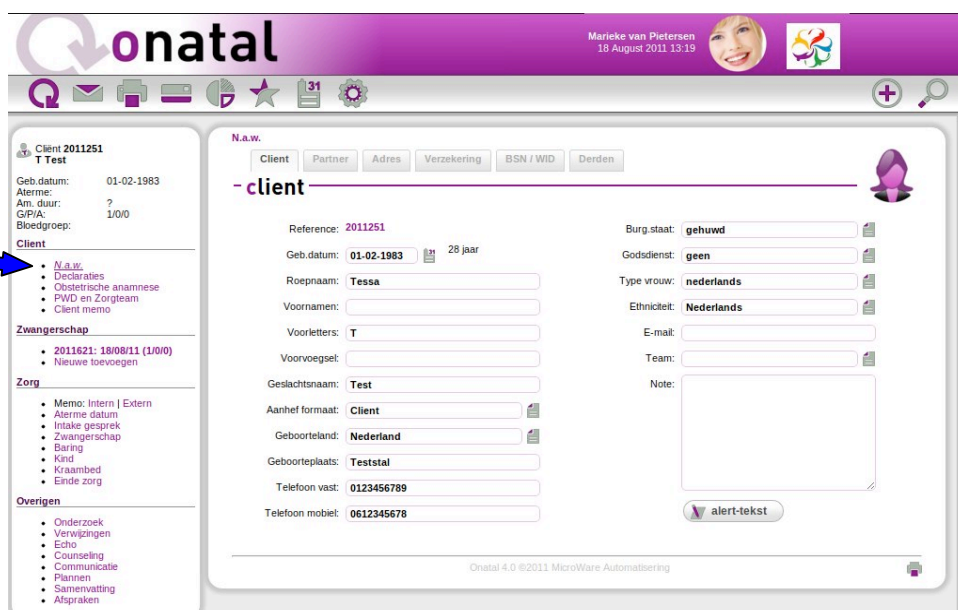 onatal
Marieke van Pietersen
18 August 2011 13:19
31
Cliënt 2011251
T Test
Geb.datum: 01-02-1983
Aterme:
Am. duur: ?
G/P/A: 1/0/0
Bloedgroep:
Client
N.a.w.
Declaraties
Obstetrische anamnese
PWD en Zorgteam
Client memo
Zwangerschap
2011621: 18/08/11 (1/0/0)
Nieuwe toevoegen
Zorg
Memo: Intern | Extern
Aterme datum
Intake gesprek
Zwangerschap
Baring
Kind
Kraambed
Einde zorg
Overigen
Onderzoek
Verwijzingen
Echo
Counseling
Communicatie
Plannen
Samenvatting
Afspraken
N.a.w.
Client Partner Adres Verzekering BSN / WID Derden
client
Reference: 2011251
Geb.datum: 01-02-1983 31 28 jaar
Roepnaam: Tessa
Voornamen:
Voorletters: T
Voorvoegsel:
Geslachtsnaam: Test
Aanhef formaat: Client
Geboorteland: Nederland
Geboorteplaats: Teststal
Telefoon vast: 0123456789
Telefoon mobiel: 0612345678
Burg.staat: gehuwd
Godsdienst: geen
Type vrouw: nederlands
Ethniciteit: Nederlands
E-mail:
Team:
Note:
alert-tekst
Onatal 4.0 ©2011 MicroWare Automatisering